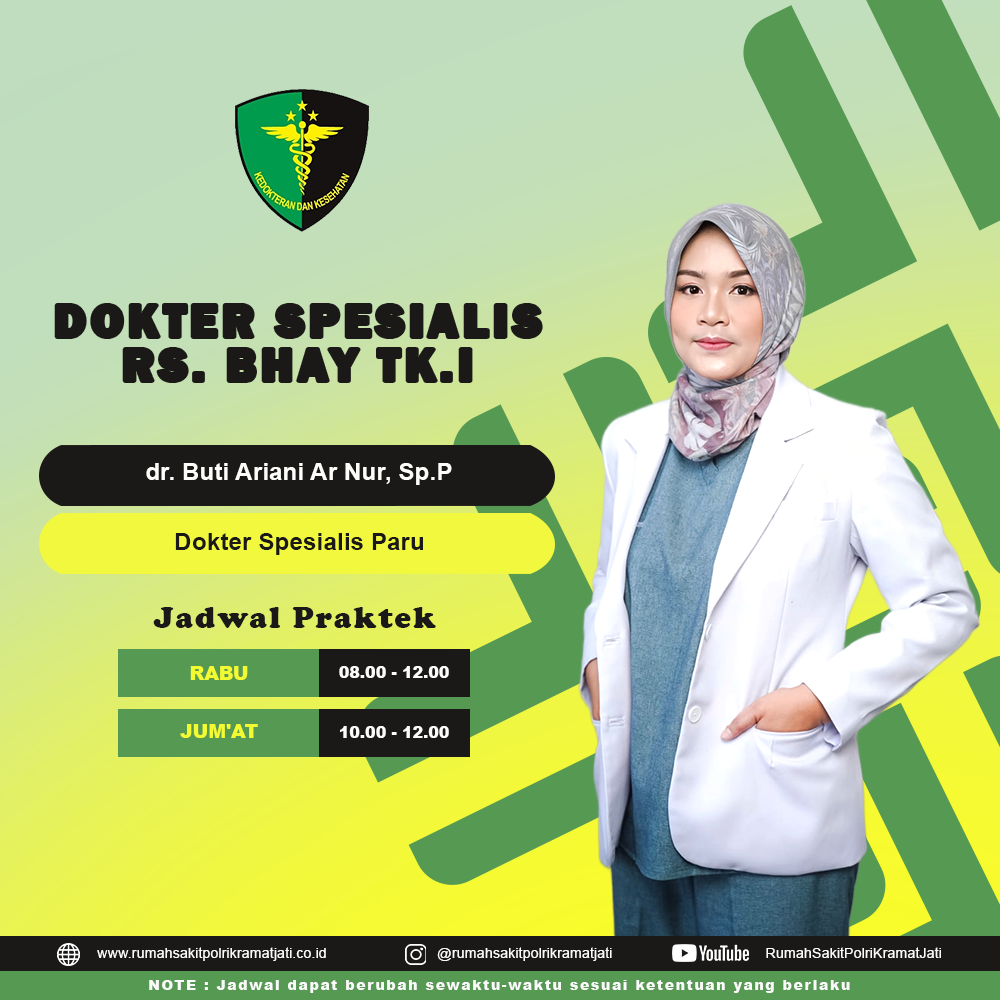 KEDOKTERAN DAN KESEHATAN
DOKTER SPESIALIS
RS. BHAY TK.I
dr. Buti Ariani Ar Nur, Sp.P
Dokter Spesialis Paru
Jadwal Praktek
RABU 08.00 - 12.00
JUM'AT 10.00 - 12.00
www.rumahsakitpolrikramatjati.co.id @rumahsakitpolrikramatjati YouTube RumahSakitPolriKramatJati
NOTE : Jadwal dapat berubah sewaktu-waktu sesuai ketentuan yang berlaku